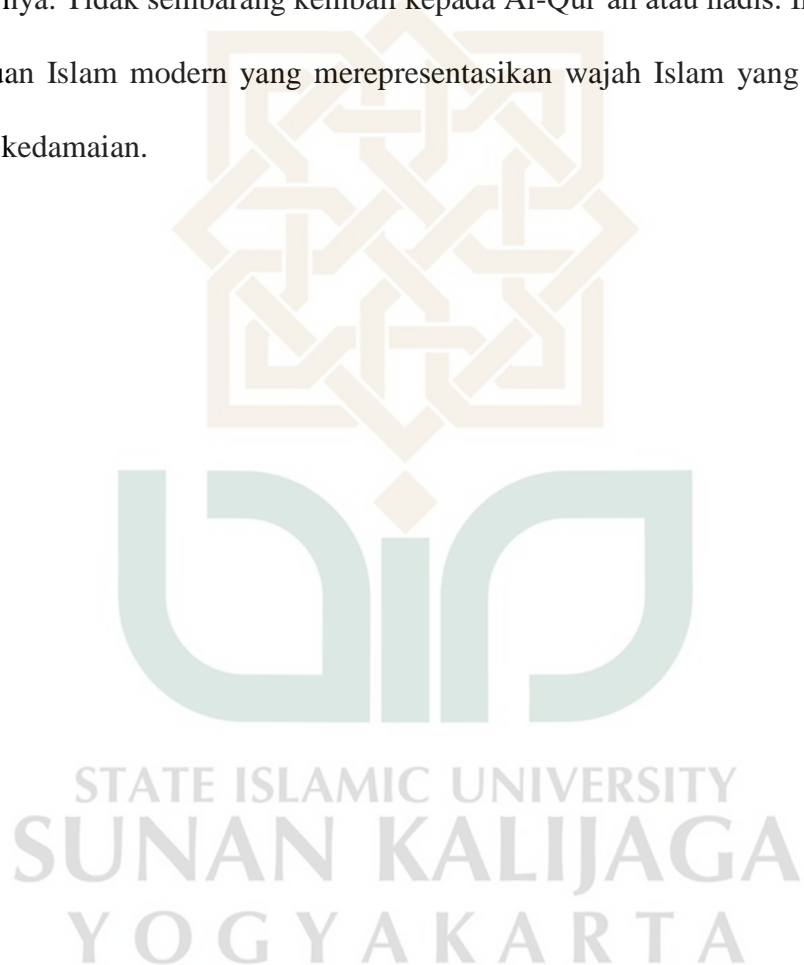 nya. Tidak sembarang kembali kepada Al-Qur'an atau hadis.
uan Islam modern yang merepresentasikan wajah Islam yang
kedamaian.
STATE ISLAMIC UNIVERSITY
SUNAN KALIJAGA
YOGYAKARTA